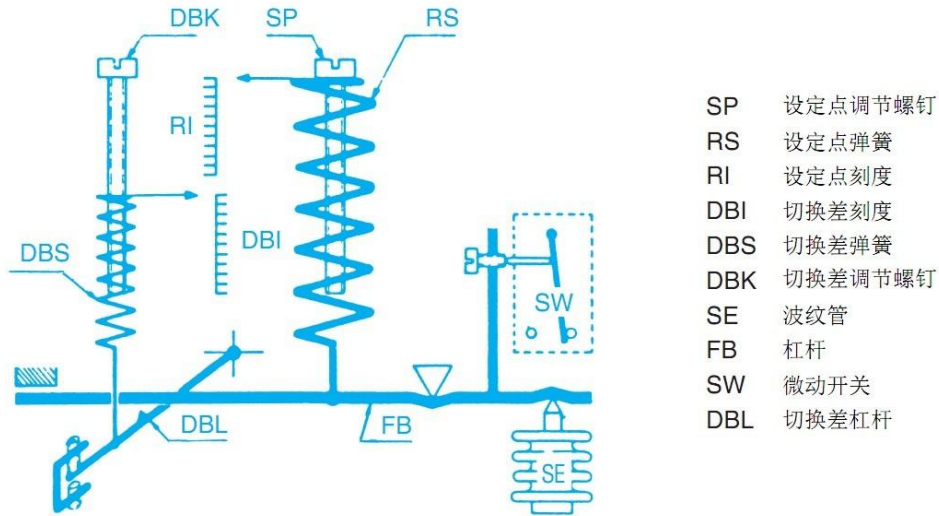 DBK
SP
RS
RI
DBI
DBS
SW
DBL
FB
SE
SP 设定点调节螺钉
RS 设定点弹簧
RI 设定点刻度
DBI 切换差刻度
DBS 切换差弹簧
DBK 切换差调节螺钉
SE 波纹管
FB 杠杆
SW 微动开关
DBL 切换差杠杆